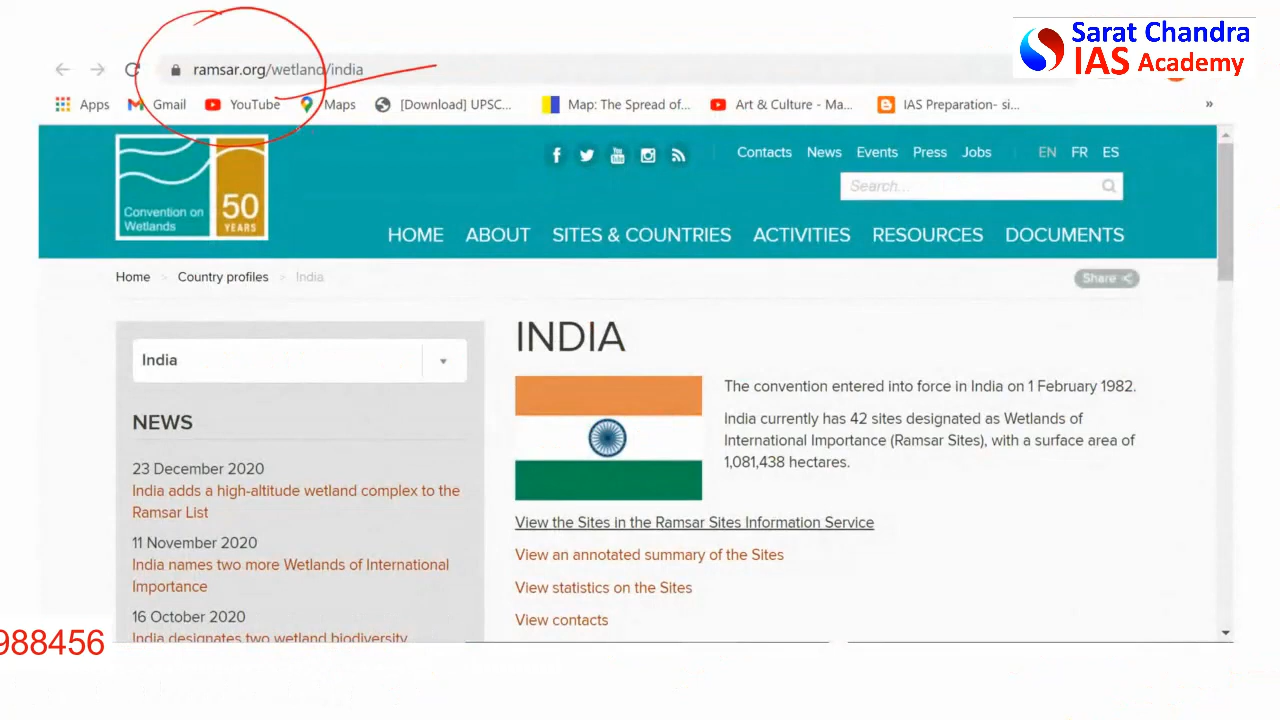 Sarat Chandra
IAS Academy
ramsar.org/wetland/india
Apps Gmail YouTube Maps [Download] UPSC... Map: The Spread of... Art & Culture - Ma... IAS Preparation- si... »
Contacts News Events Press Jobs EN FR ES
Search...
Convention on
Wetlands
50
YEARS
HOME ABOUT SITES & COUNTRIES ACTIVITIES RESOURCES DOCUMENTS
Home > Country profiles > India
Share
India
INDIA
The convention entered into force in India on 1 February 1982.
India currently has 42 sites designated as Wetlands of
International Importance (Ramsar Sites), with a surface area of
1,081,438 hectares.
View the Sites in the Ramsar Sites Information Service
View an annotated summary of the Sites
View statistics on the Sites
View contacts
NEWS
23 December 2020
India adds a high-altitude wetland complex to the
Ramsar List
11 November 2020
India names two more Wetlands of International
Importance
16 October 2020
India designates two wetland biodiversity
988456